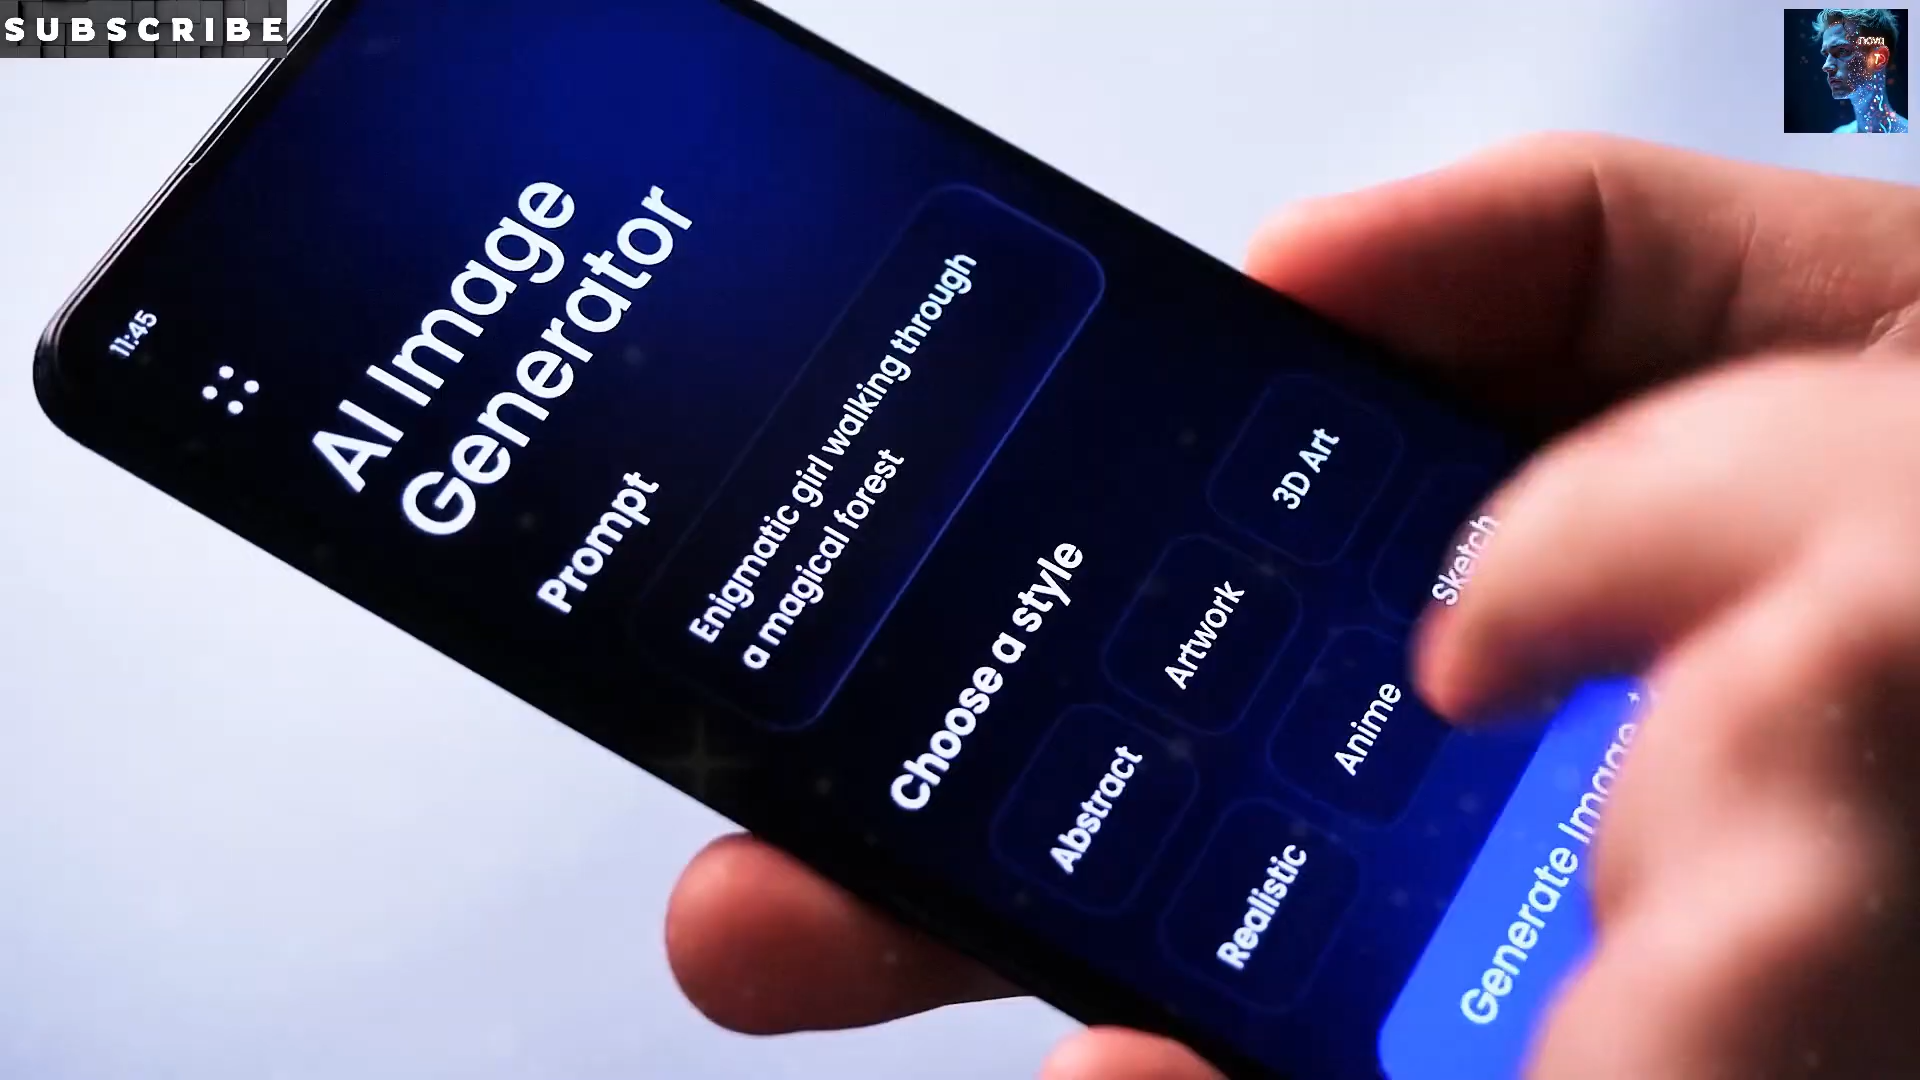 SUBSCRIBE
nova
11:45
AI Image
Generator
Prompt
Enigmatic girl walking through
a magical forest
Choose a style
Abstract
Artwork
3D Art
Realistic
Anime
Sketch
Generate Image